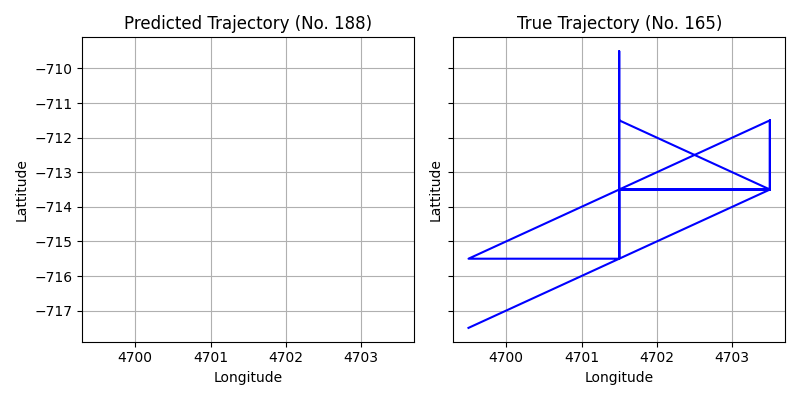 Predicted Trajectory (No. 188)
True Trajectory (No. 165)
−710
−711
−712
−713
−714
−715
−716
−717
Lattitude
Lattitude
4700 4701 4702 4703
4700 4701 4702 4703
Longitude
Longitude